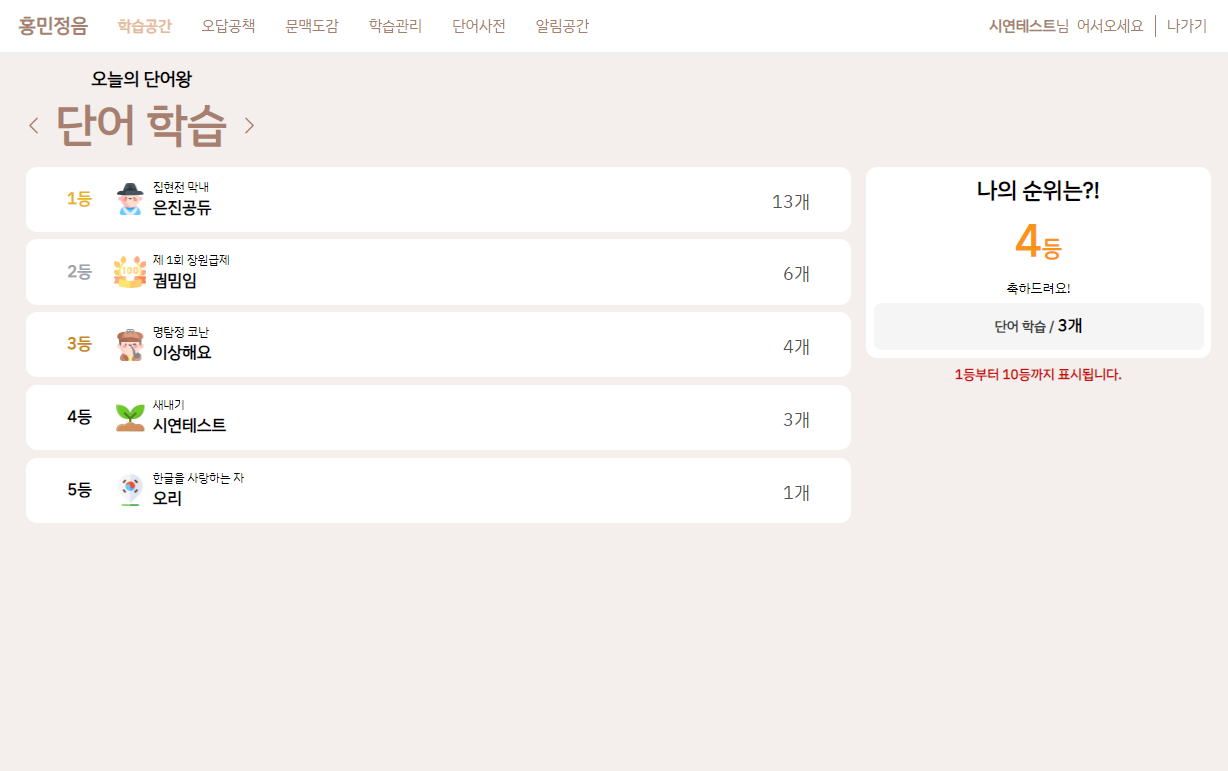 홍민정음 학습공간 오답공책 문맥도감 학습관리 단어사전 알림공간 시연테스트님 어서오세요 나가기
오늘의 단어왕
단어 학습
1등 집현전 막내 은진공듀 13개
2등 100 제 1회 장원급제 귐밈임 6개
3등 명탐정 코난 이상해요 4개
4등 새내기 시연테스트 3개
5등 한글을 사랑하는 자 오리 1개
나의 순위는?!
4등
축하드려요!
단어 학습 / 3개
1등부터 10등까지 표시됩니다.